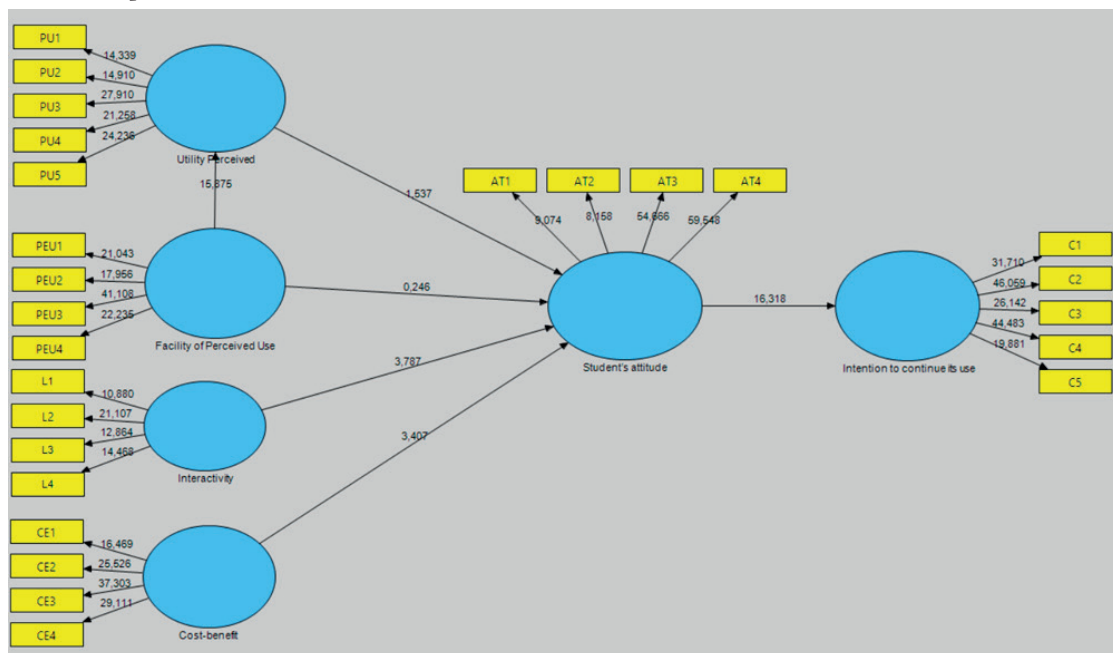 PU1
14,339
PU2
14,910
PU3
27,910
PU4
21,258
PU5
24,236
Utility Perceived
15,875
1,537
PEU1
21,043
PEU2
17,956
PEU3
41,108
PEU4
22,235
Facility of Perceived Use
0,246
L1
10,880
L2
21,107
L3
12,864
L4
14,468
Interactivity
3,787
CE1
16,469
CE2
25,526
CE3
37,303
CE4
29,111
Cost-benefit
3,407
AT1
AT2
AT3
AT4
9,074
8,158
54,666
59,548
Student's attitude
16,318
Intention to continue its use
C1
31,710
C2
46,059
C3
26,142
C4
44,483
C5
19,881